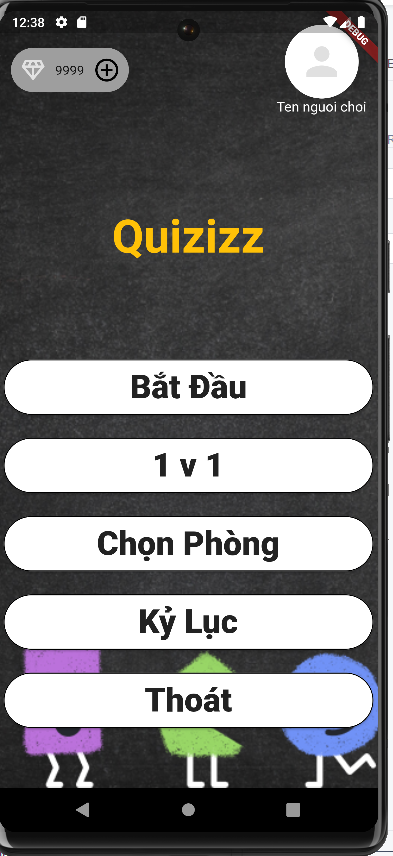 12:38
DEBUG
9999
Ten nguoi choi
Quizizz
Bắt Đầu
1 v 1
Chọn Phòng
Kỷ Lục
Thoát